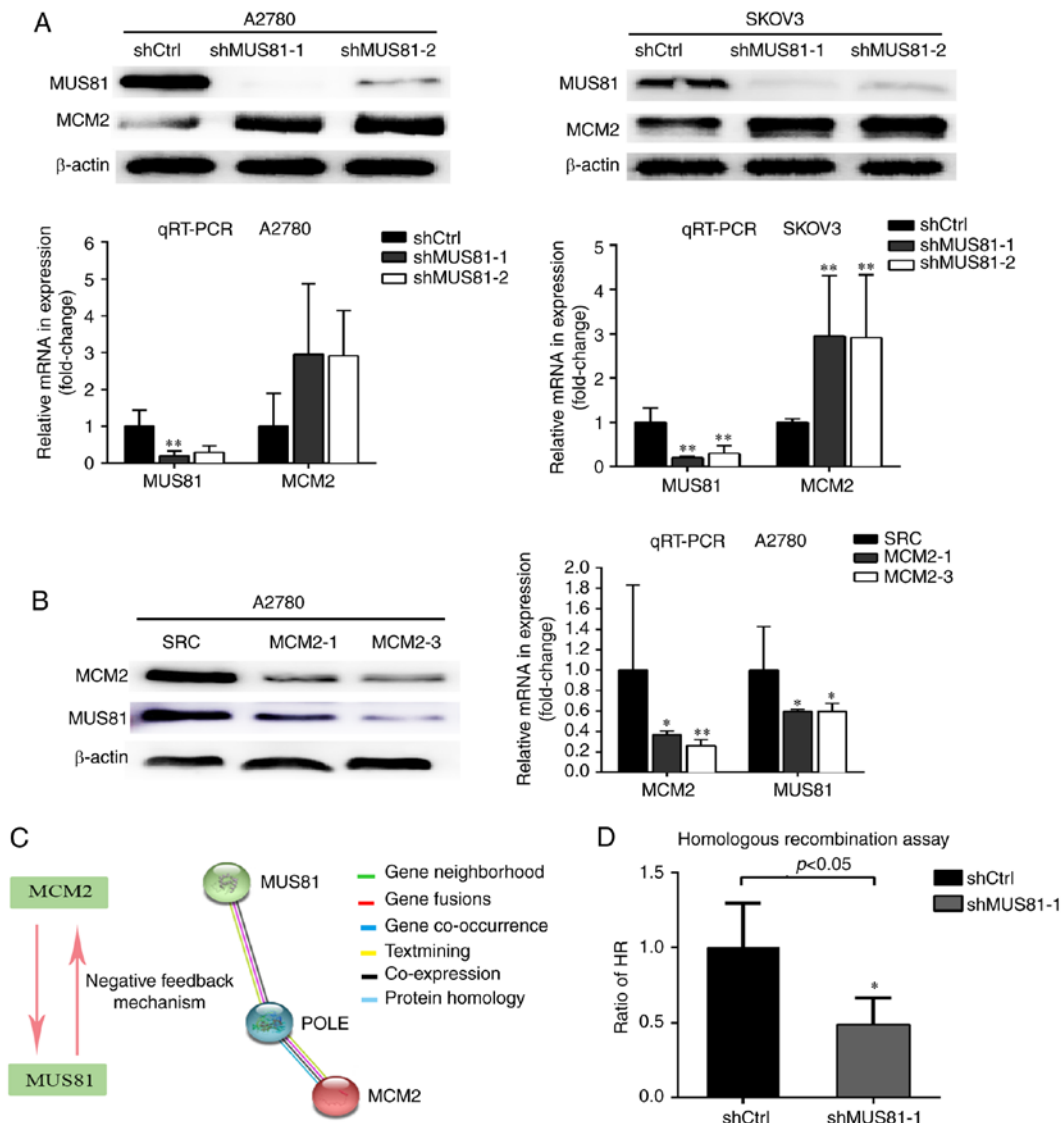 A
A2780
shCtrl shMUS81-1 shMUS81-2
MUS81
MCM2
β-actin
SKOV3
shCtrl shMUS81-1 shMUS81-2
MUS81
MCM2
β-actin
qRT-PCR A2780
shCtrl
shMUS81-1
shMUS81-2
Relative mRNA in expression
(fold-change)
6
5
4
3
2
1
0
**
MUS81 MCM2
qRT-PCR SKOV3
shCtrl
shMUS81-1
shMUS81-2
Relative mRNA in expression
(fold-change)
5
4
3
2
1
0
** **
** **
MUS81 MCM2
B
A2780
SRC MCM2-1 MCM2-3
MCM2
MUS81
β-actin
qRT-PCR A2780
SRC
MCM2-1
MCM2-3
Relative mRNA in expression
(fold-change)
2.0
1.8
1.6
1.4
1.2
1.0
0.8
0.6
0.4
0.2
0.0
* ** * *
MCM2 MUS81
C
MCM2
Negative feedback
mechanism
MUS81
MUS81
POLE
MCM2
Gene neighborhood
Gene fusions
Gene co-occurrence
Textmining
Co-expression
Protein homology
D
Homologous recombination assay
p<0.05
shCtrl
shMUS81-1
Ratio of HR
1.5
1.0
0.5
0.0
*
shCtrl shMUS81-1